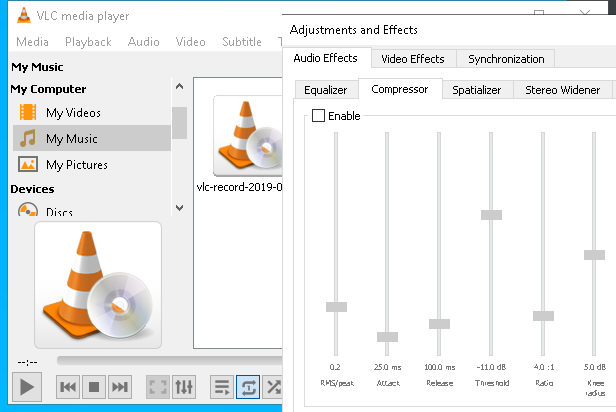 VLC media player
Media Playback Audio Video Subtitle T
My Music
My Computer
My Videos
My Music
My Pictures
Devices
Discs
vlc-record-2019-0
--:--
Adjustments and Effects
Audio Effects Video Effects Synchronization
Equalizer Compressor Spatializer Stereo Widener
Enable
0.2 25.0 ms 100.0 ms -11.0 dB 4.0 :1 5.0 dB
RMS/peak Attack Release Threshold Ratio Knee
radius